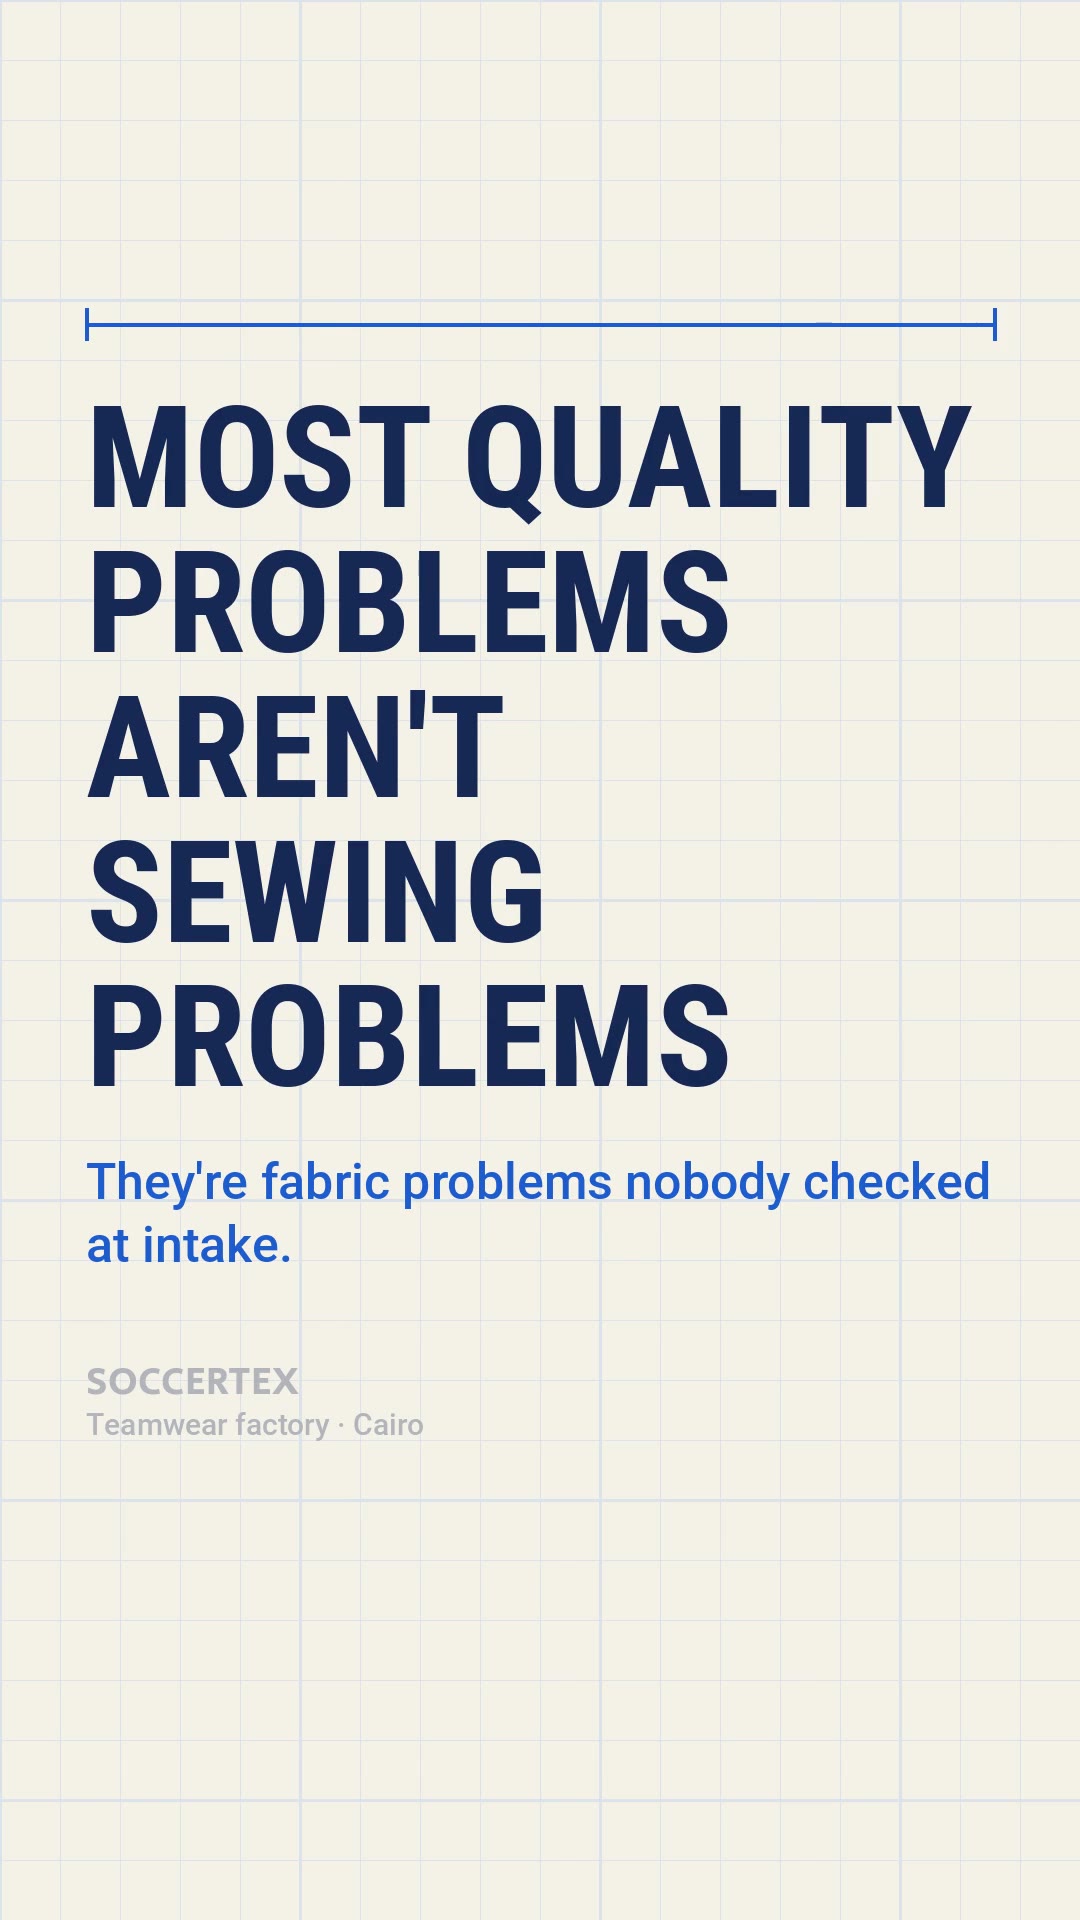 MOST QUALITY
PROBLEMS
AREN'T
SEWING
PROBLEMS
They're fabric problems nobody checked
at intake.
SOCCERTEX
Teamwear factory · Cairo